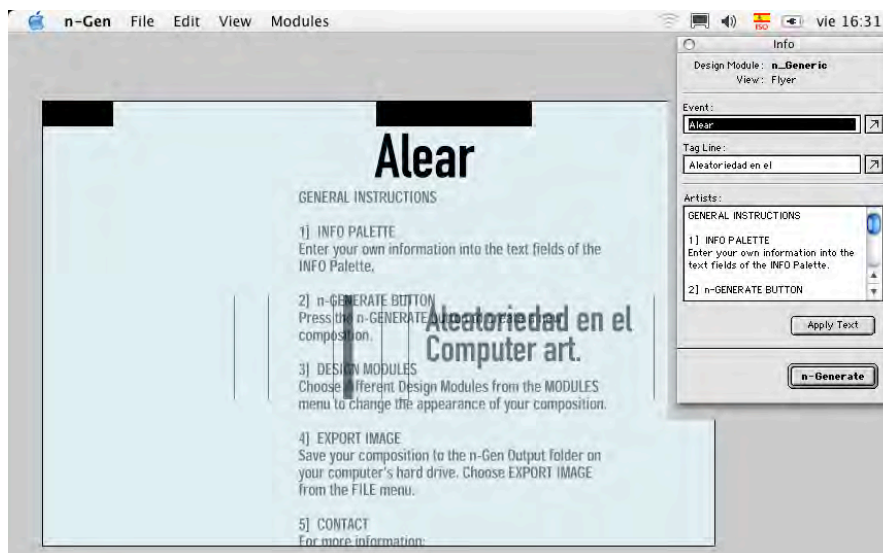 n-Gen File Edit View Modules
ISO
vie 16:31
Info
Design Module: n_Generic
View: Flyer
Event:
Alear
Tag Line:
Aleatoriedad en el
Artists:
GENERAL INSTRUCTIONS
1] INFO PALETTE
Enter your own information into the
text fields of the INFO Palette.
2] n-GENERATE BUTTON
Apply Text
n-Generate
Alear
GENERAL INSTRUCTIONS
1] INFO PALETTE
Enter your own information into the text fields of the
INFO Palette.
2] n-GENERATE BUTTON
Press the n-GENERATE
composition.
Aleatoriedad en el
Computer art.
3] DESIGN MODULES
Choose different Design Modules from the MODULES
menu to change the appearance of your composition.
4] EXPORT IMAGE
Save your composition to the n-Gen Output folder on
your computer's hard drive. Choose EXPORT IMAGE
from the FILE menu.
5] CONTACT
For more information: